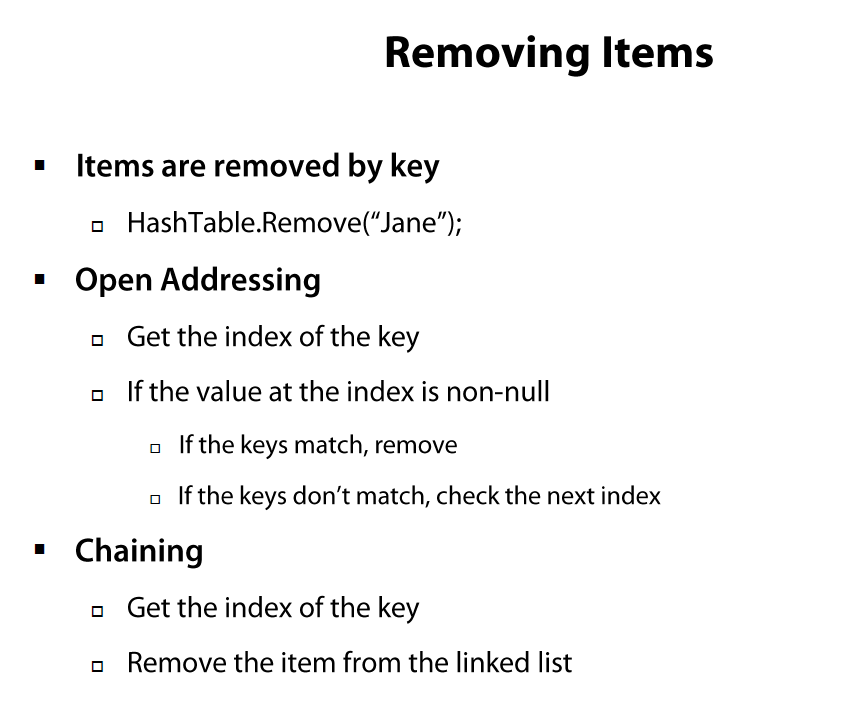 Removing Items
Items are removed by key
HashTable.Remove(“Jane”);
Open Addressing
Get the index of the key
If the value at the index is non-null
If the keys match, remove
If the keys don’t match, check the next index
Chaining
Get the index of the key
Remove the item from the linked list